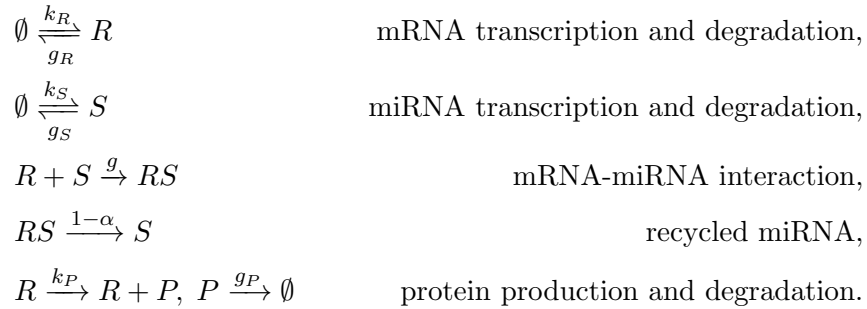 ∅ ⇌ R k_R g_R mRNA transcription and degradation,
∅ ⇌ S k_S g_S miRNA transcription and degradation,
R + S →^g RS mRNA-miRNA interaction,
RS →^{1−α} S recycled miRNA,
R →^{k_P} R + P, P →^{g_P} ∅ protein production and degradation.